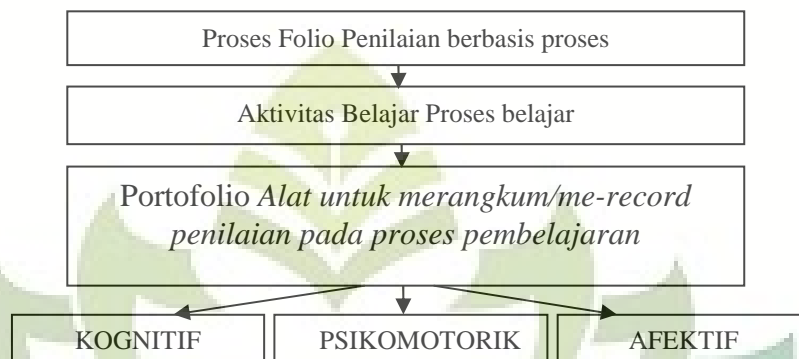 Proses Folio Penilaian berbasis proses
Aktivitas Belajar Proses belajar
Portofolio Alat untuk merangkum/me-record
penilaian pada proses pembelajaran
KOGNITIF PSIKOMOTORIK AFEKTIF